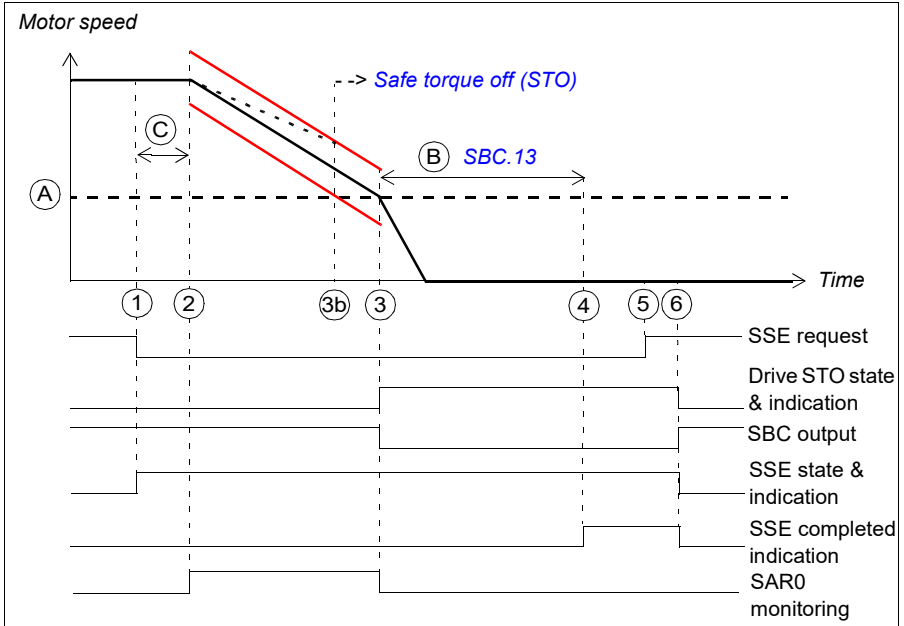 Motor speed
--> Safe torque off (STO)
C
B SBC.13
A
Time
1 2 3b 3 4 5 6
SSE request
Drive STO state
& indication
SBC output
SSE state &
indication
SSE completed
indication
SAR0
monitoring